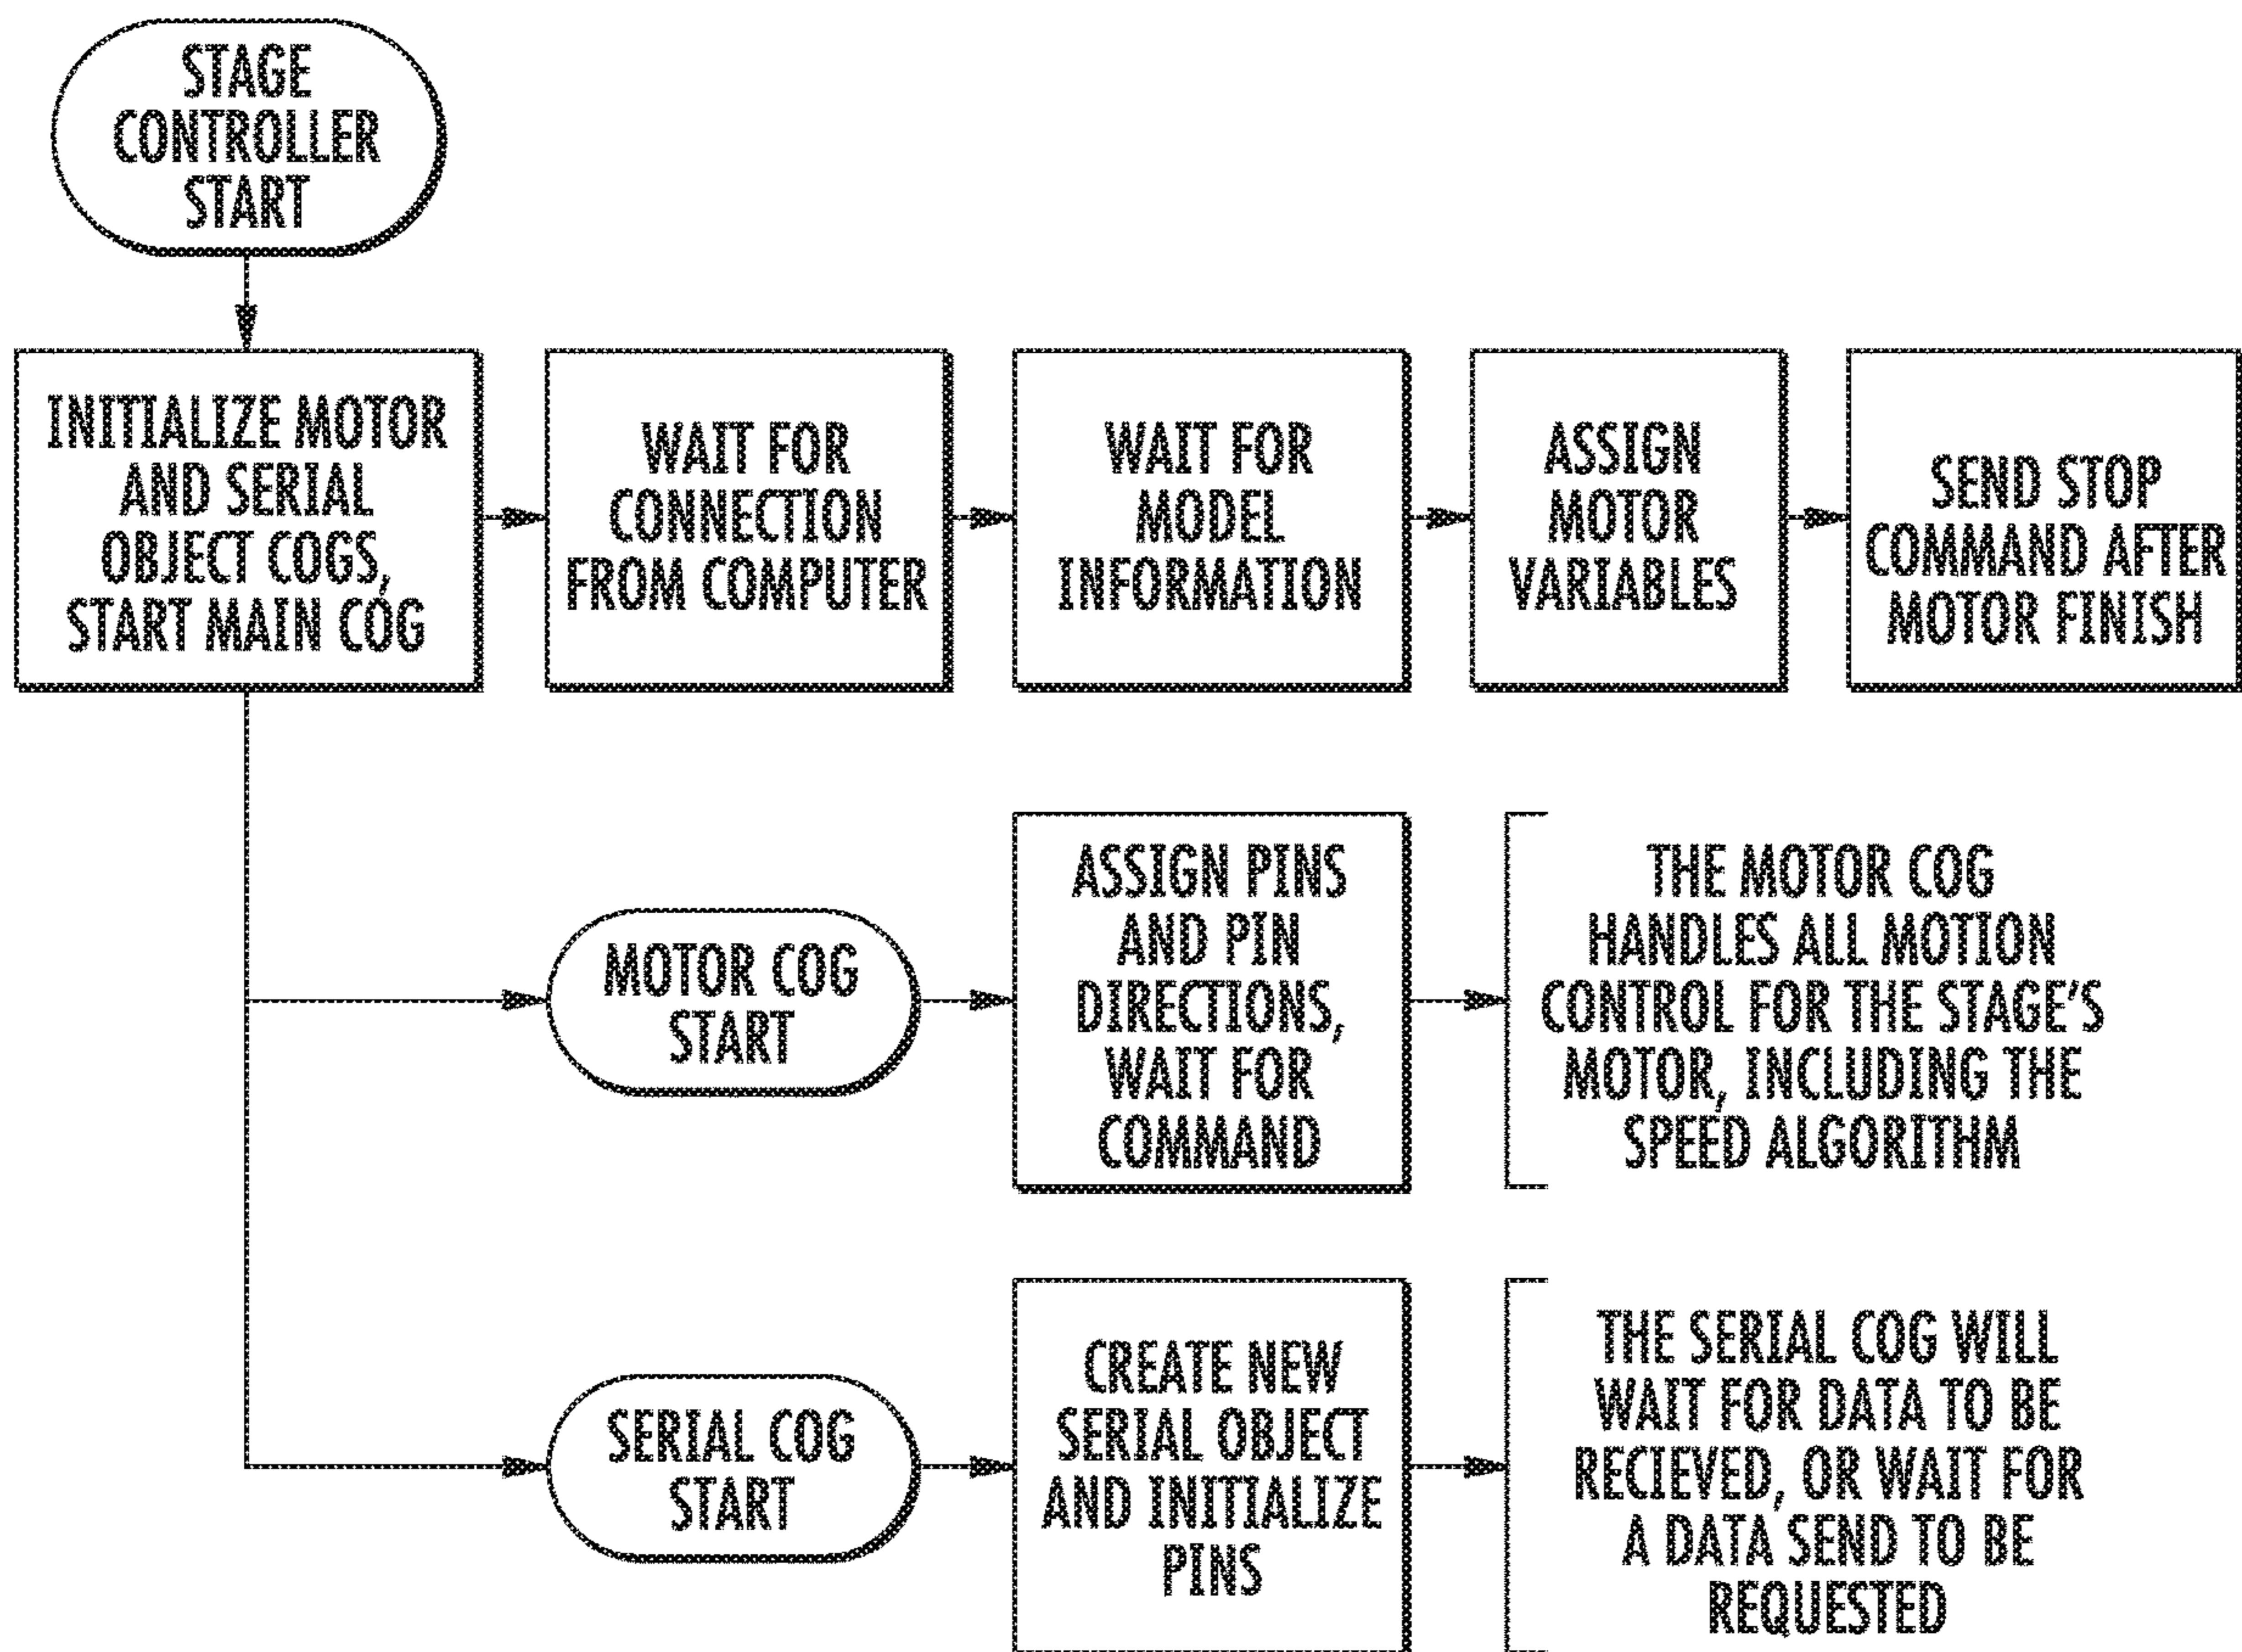 STAGE
CONTROLLER
START
INITIALIZE MOTOR
AND SERIAL
OBJECT COGS,
START MAIN COG
WAIT FOR
CONNECTION
FROM COMPUTER
WAIT FOR
MODEL
INFORMATION
ASSIGN
MOTOR
VARIABLES
SEND STOP
COMMAND AFTER
MOTOR FINISH
MOTOR COG
START
ASSIGN PINS
AND PIN
DIRECTIONS,
WAIT FOR
COMMAND
THE MOTOR COG
HANDLES ALL MOTION
CONTROL FOR THE STAGE'S
MOTOR, INCLUDING THE
SPEED ALGORITHM
SERIAL COG
START
CREATE NEW
SERIAL OBJECT
AND INITIALIZE
PINS
THE SERIAL COG WILL
WAIT FOR DATA TO BE
RECIEVED, OR WAIT FOR
A DATA SEND TO BE
REQUESTED